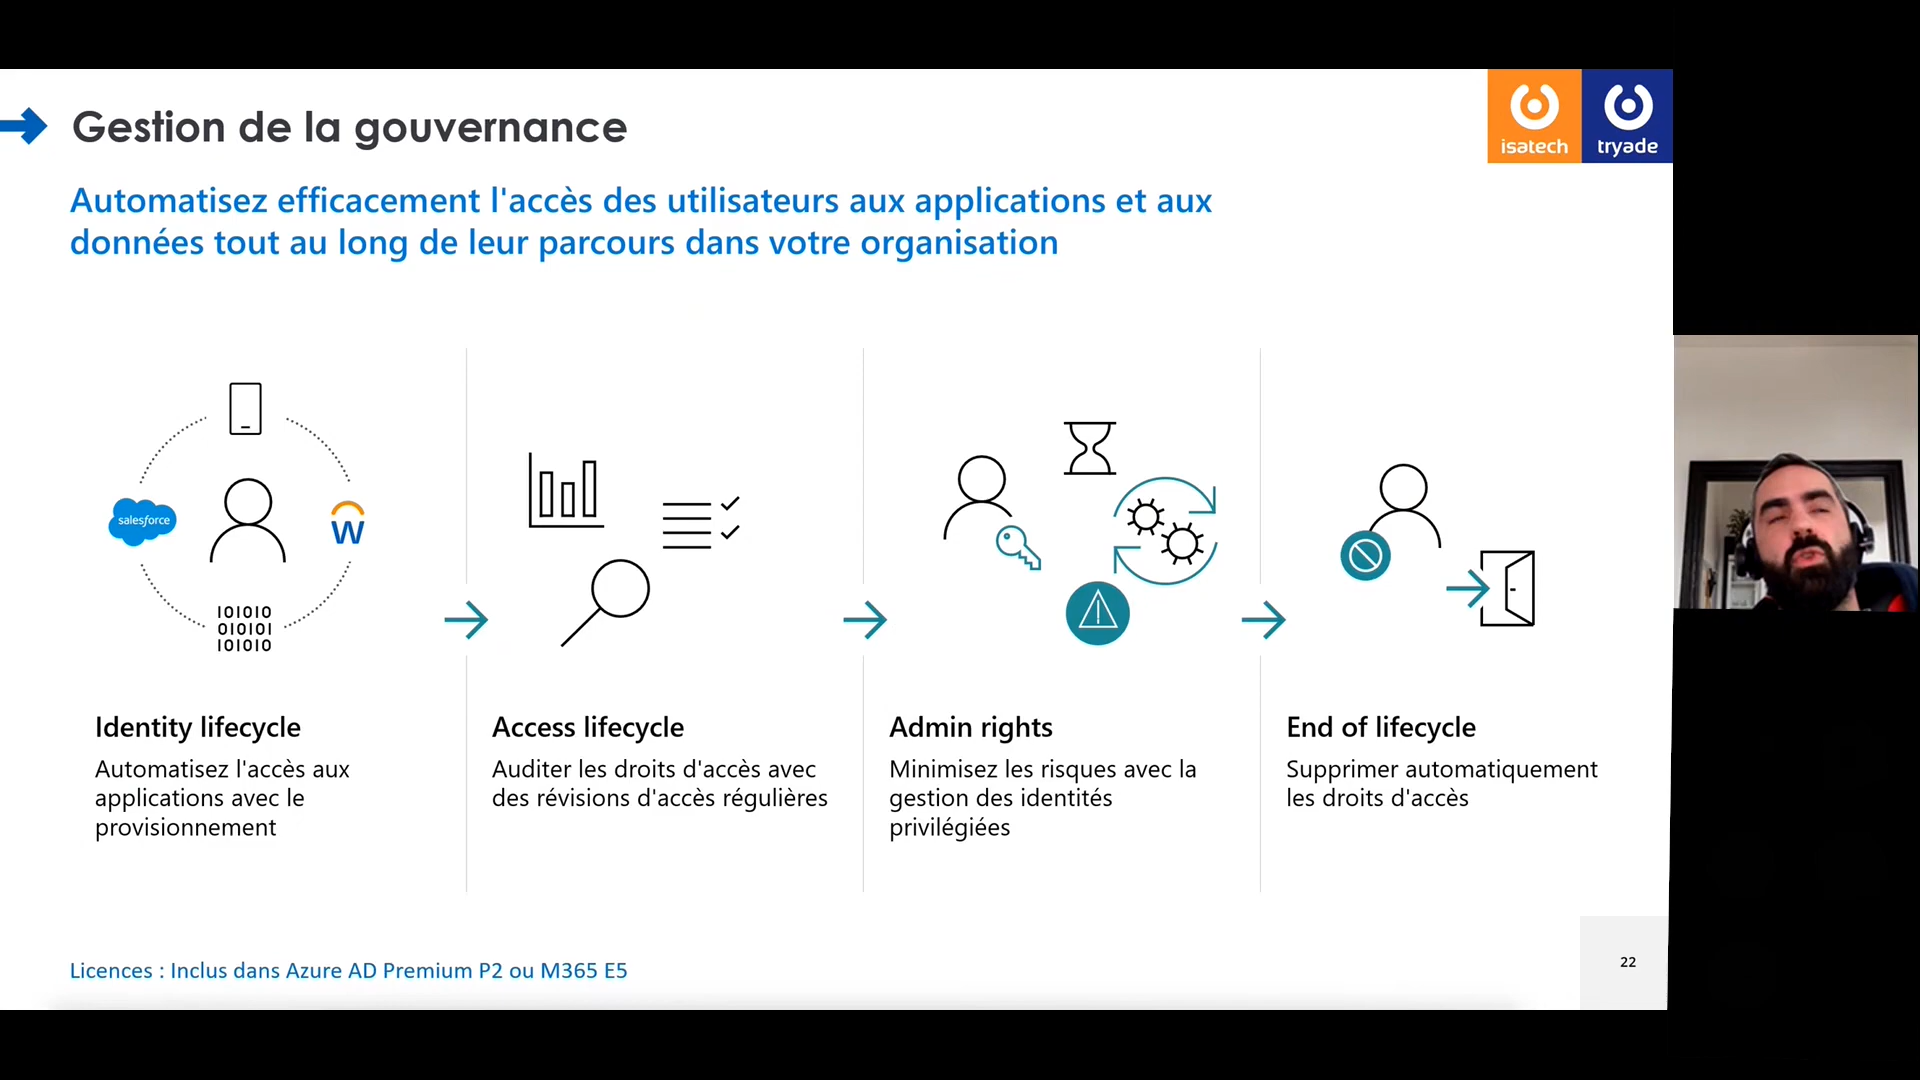 Gestion de la gouvernance
isatech
tryade
Automatisez efficacement l'accès des utilisateurs aux applications et aux
données tout au long de leur parcours dans votre organisation
salesforce
W
101010
010101
101010
Identity lifecycle
Automatisez l'accès aux
applications avec le
provisionnement
Access lifecycle
Auditer les droits d'accès avec
des révisions d'accès régulières
Admin rights
Minimisez les risques avec la
gestion des identités
privilégiées
End of lifecycle
Supprimer automatiquement
les droits d'accès
Licences : Inclus dans Azure AD Premium P2 ou M365 E5
22